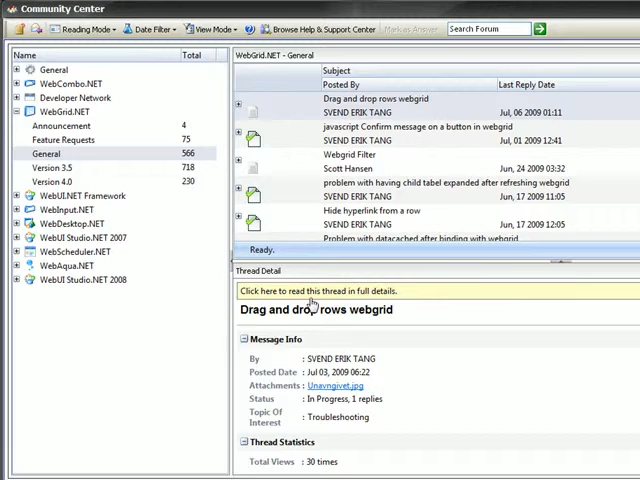 Community Center
Reading Mode Date Filter View Mode Browse Help & Support Center Mark as Answer Search Forum
Name Total
General
WebCombo.NET
Developer Network
WebGrid.NET
Announcement 4
Feature Requests 75
General 566
Version 3.5 718
Version 4.0 230
WebUI.NET Framework
WebInput.NET
WebDesktop.NET
WebUI Studio.NET 2007
WebScheduler.NET
WebAqua.NET
WebUI Studio.NET 2008
WebGrid.NET - General
Subject
Posted By Last Reply Date
Drag and drop rows webgrid
SVEND ERIK TANG Jul, 06 2009 01:11
javascript Confirm message on a button in webgrid
SVEND ERIK TANG Jul, 01 2009 12:41
Webgrid Filter
Scott Hansen Jun, 24 2009 03:32
problem with having child tabel expanded after refreshing webgrid
SVEND ERIK TANG Jun, 17 2009 11:05
Hide hyperlink from a row
SVEND ERIK TANG Jun, 17 2009 12:05
Problem with datacached after binding with webgrid
Ready.
Thread Detail
Click here to read this thread in full details.
Drag and drop rows webgrid
Message Info
By : SVEND ERIK TANG
Posted Date : Jul 03, 2009 06:22
Attachments : Unavngivet.jpg
Status : In Progress, 1 replies
Topic Of Interest : Troubleshooting
Thread Statistics
Total Views : 30 times